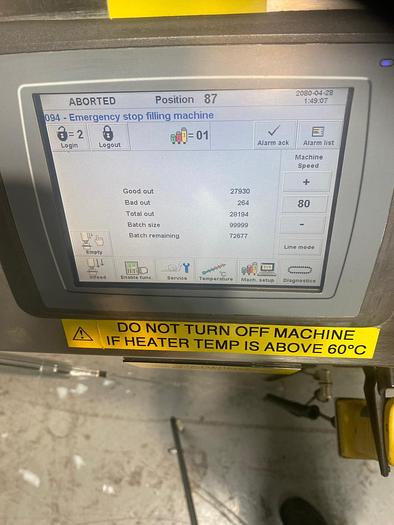 ABORTED Position 87 2080-04-28
1:49:07
094 - Emergency stop filling machine
= 2 =01
Login Logout Alarm ack Alarm list
Machine
Speed
+
Good out 27930
Bad out 264 80
Total out 28194
Batch size 99999 -
Batch remaining 72677
Empty Line mode
Infeed Enable func. Service Temperature Mach. setup Diagnostics
DO NOT TURN OFF MACHINE
IF HEATER TEMP IS ABOVE 60°C